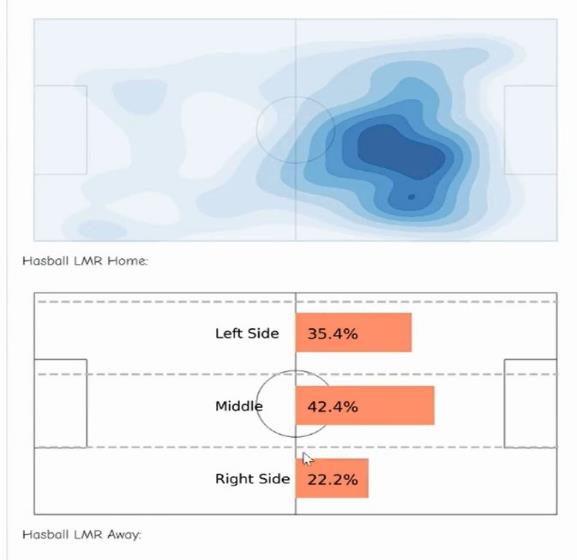 Hasball LMR Home:
Left Side 35.4%
Middle 42.4%
Right Side 22.2%
Hasball LMR Away: